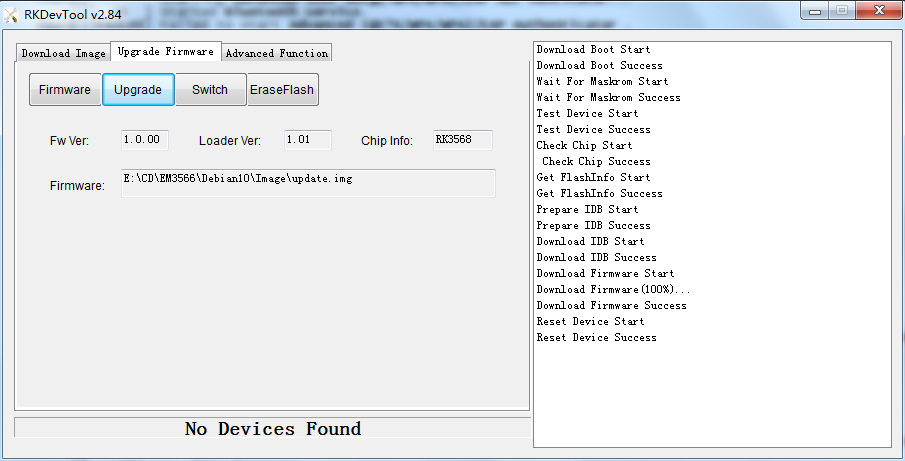 RKDevTool v2.84
Download Image Upgrade Firmware Advanced Function
Firmware Upgrade Switch EraseFlash
Fw Ver: 1.0.00 Loader Ver: 1.01 Chip Info: RK3568
Firmware: E:\CD\EM3566\Debian10\Image\update.img
No Devices Found
Download Boot Start
Download Boot Success
Wait For Maskrom Start
Wait For Maskrom Success
Test Device Start
Test Device Success
Check Chip Start
Check Chip Success
Get FlashInfo Start
Get FlashInfo Success
Prepare IDB Start
Prepare IDB Success
Download IDB Start
Download IDB Success
Download Firmware Start
Download Firmware(100%)...
Download Firmware Success
Reset Device Start
Reset Device Success